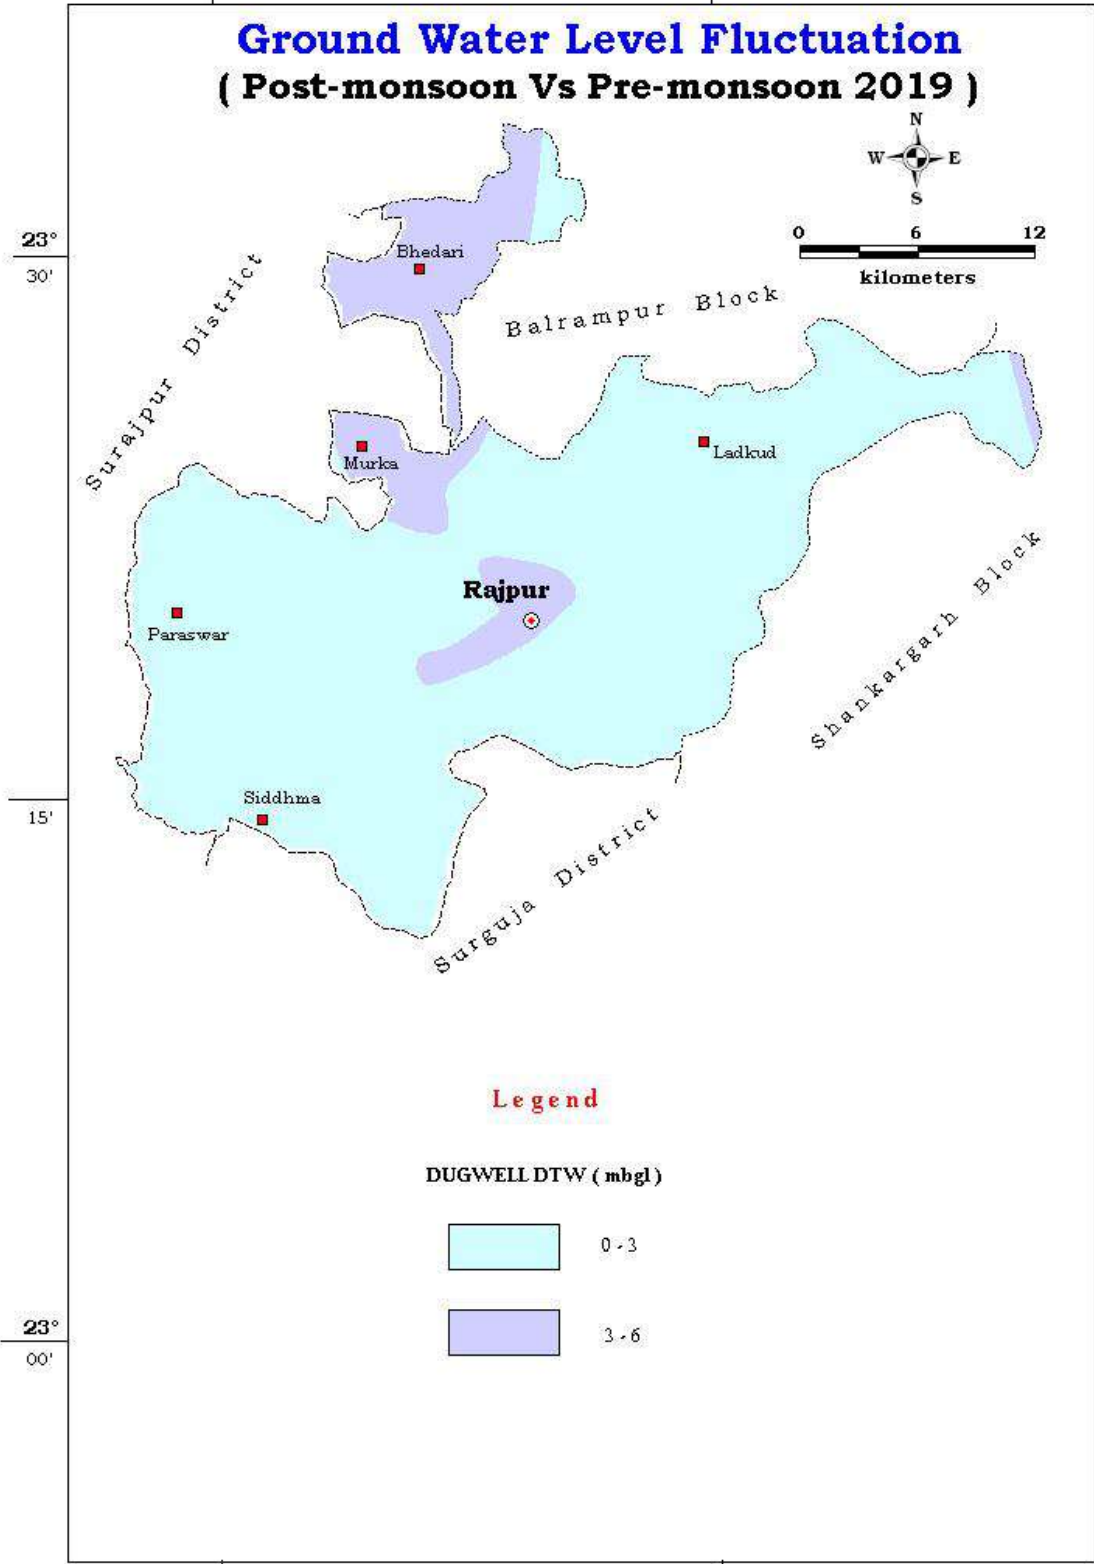 Ground Water Level Fluctuation
( Post-monsoon Vs Pre-monsoon 2019 )
N
W E
S
0 6 12
kilometers
23°
30'
Surajpur District
Bhedari
Balrampur Block
Murka
Ladkud
Rajpur
Paraswar
Shankargarh Block
Siddhma
15'
Surguja District
Legend
DUGWELL DTW ( mbgl )
0 - 3
3 - 6
23°
00'